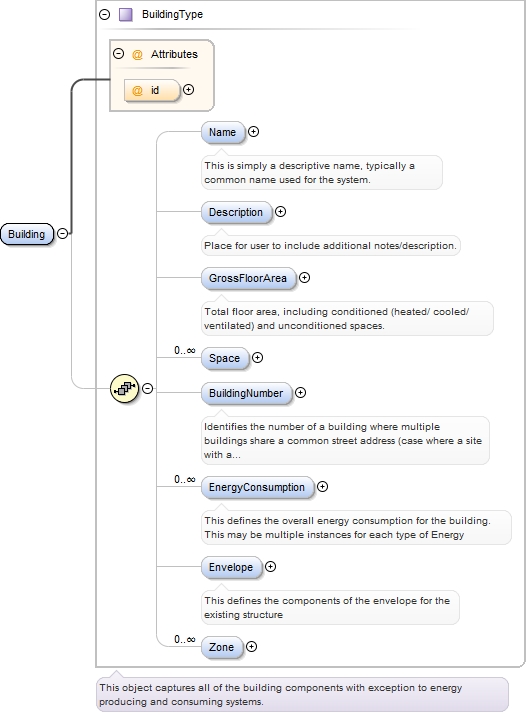 BuildingType
@ Attributes
@ id
Name
This is simply a descriptive name, typically a
common name used for the system.
Description
Place for user to include additional notes/description.
Building
GrossFloorArea
Total floor area, including conditioned (heated/ cooled/
ventilated) and unconditioned spaces.
0..∞
Space
BuildingNumber
Identifies the number of a building where multiple
buildings share a common street address (case where a site
with a...
0..∞
EnergyConsumption
This defines the overall energy consumption for the building.
This may be multiple instances for each type of Energy
Envelope
This defines the components of the envelope for the
existing structure
0..∞
Zone
This object captures all of the building components with exception to energy
producing and consuming systems.